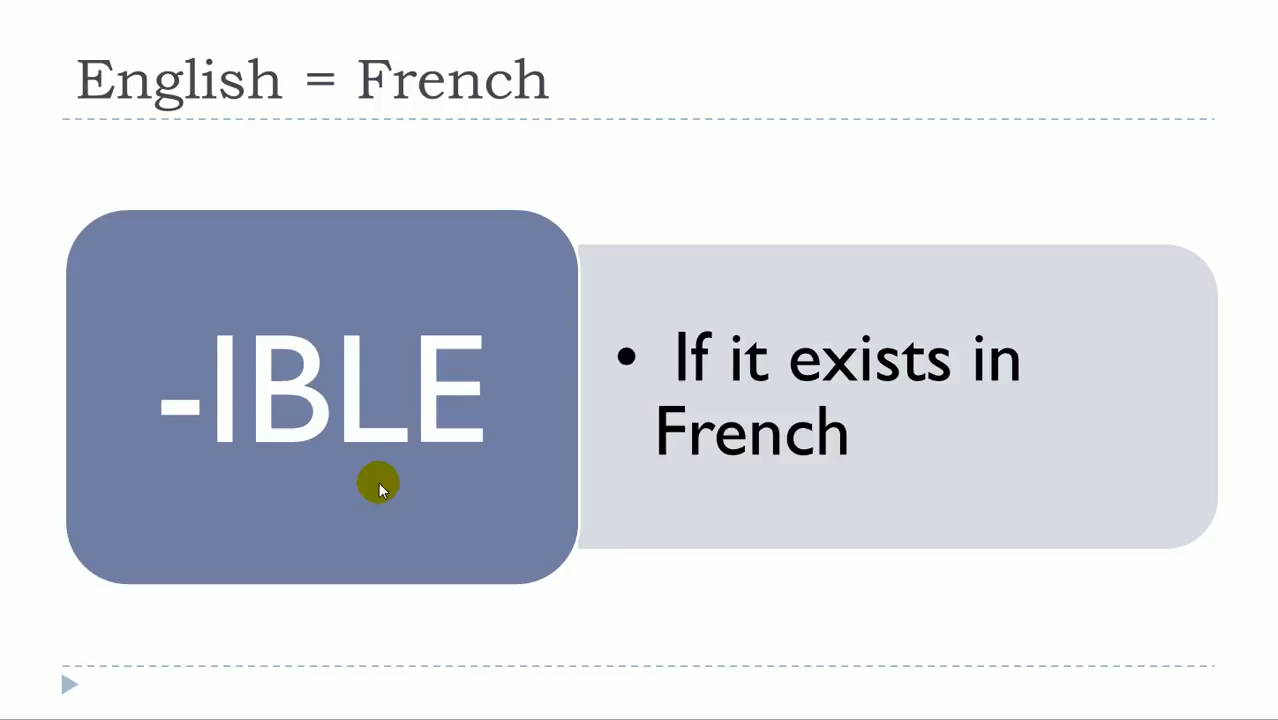 English = French
-IBLE
• If it exists in
French